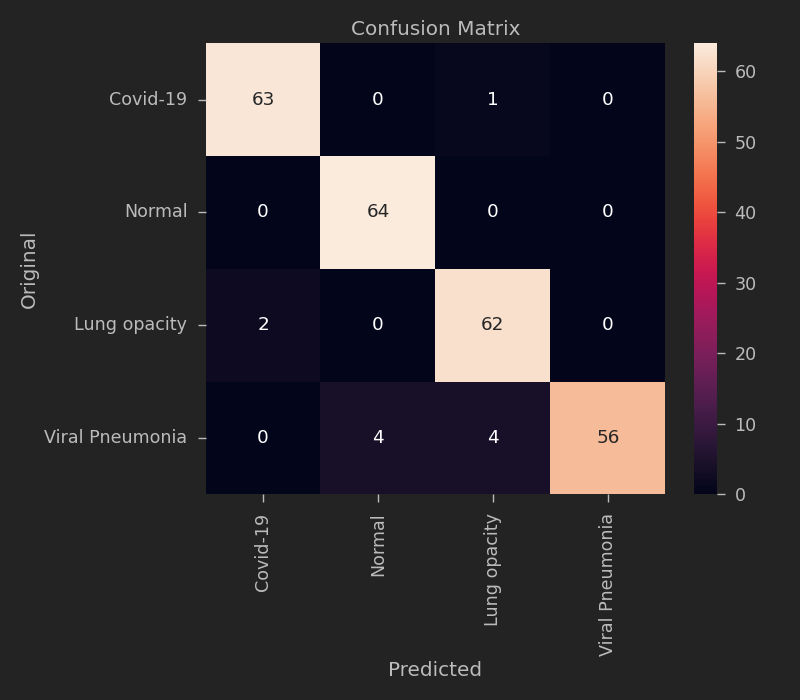 Confusion Matrix
Covid-19 63 0 1 0
Normal 0 64 0 0
Lung opacity 2 0 62 0
Viral Pneumonia 0 4 4 56
Original
Covid-19 Normal Lung opacity Viral Pneumonia
Predicted
60
50
40
30
20
10
0